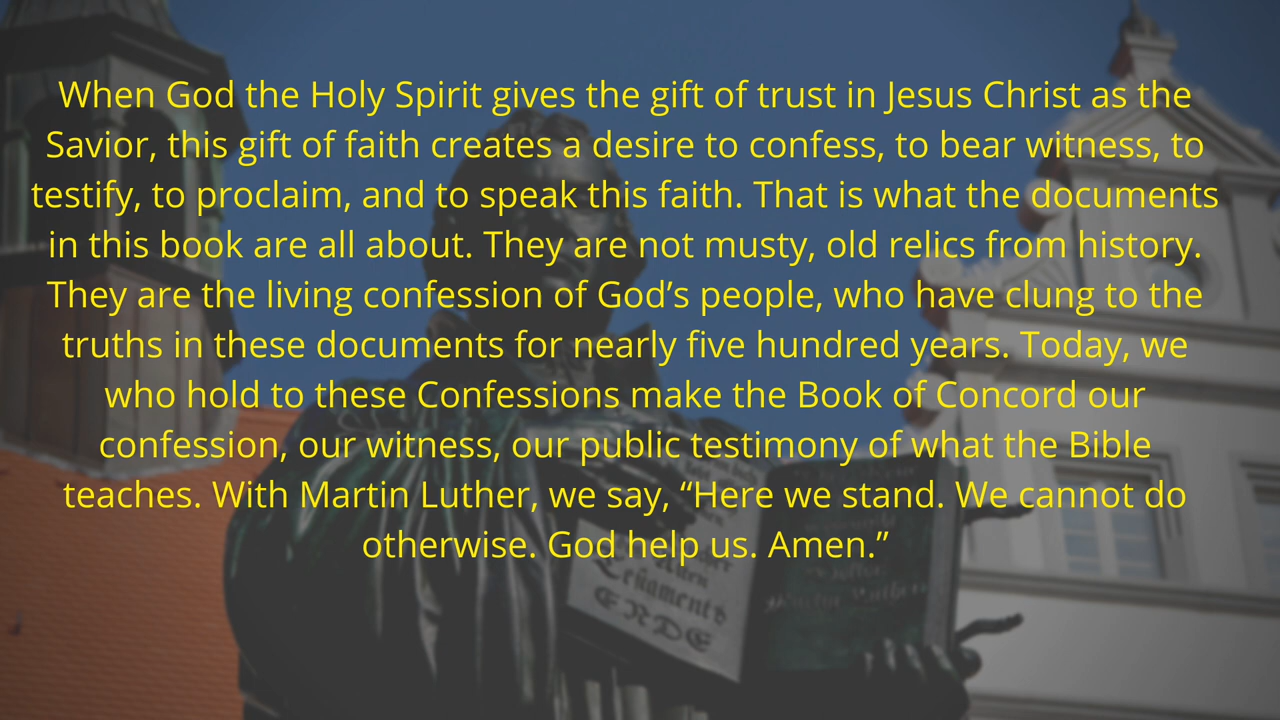 When God the Holy Spirit gives the gift of trust in Jesus Christ as the
Savior, this gift of faith creates a desire to confess, to bear witness, to
testify, to proclaim, and to speak this faith. That is what the documents
in this book are all about. They are not musty, old relics from history.
They are the living confession of God’s people, who have clung to the
truths in these documents for nearly five hundred years. Today, we
who hold to these Confessions make the Book of Concord our
confession, our witness, our public testimony of what the Bible
teaches. With Martin Luther, we say, “Here we stand. We cannot do
otherwise. God help us. Amen.”
ENDE